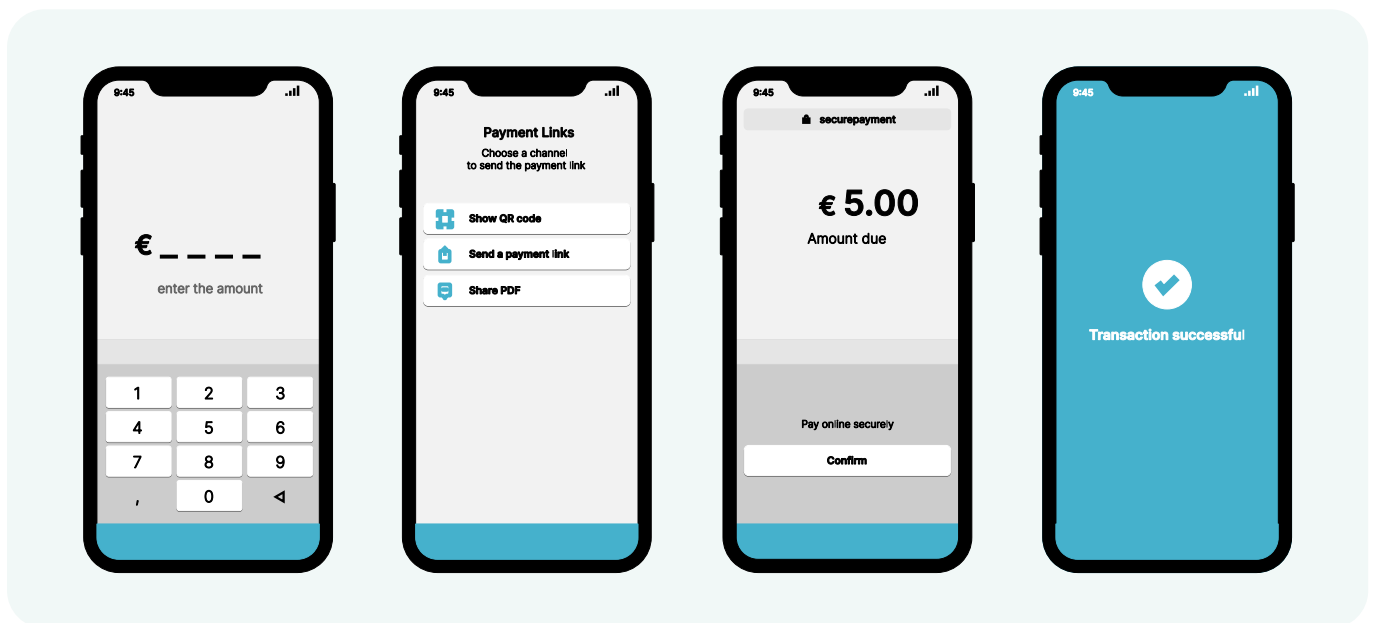 9:45
€ _ _ _ _
enter the amount
1 2 3
4 5 6
7 8 9
, 0
9:45
Payment Links
Choose a channel
to send the payment link
Show QR code
Send a payment link
Share PDF
9:45
securepayment
€ 5.00
Amount due
Pay online securely
Confirm
9:45
Transaction successful